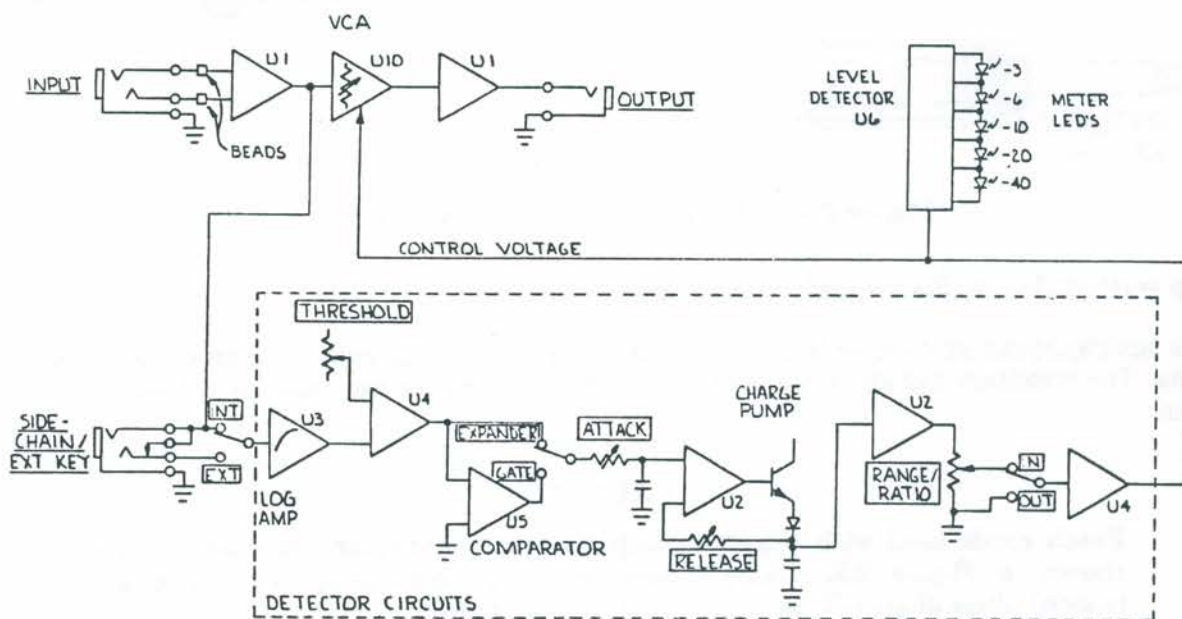 VCA
U1
U10
U1
INPUT
BEADS
OUTPUT
LEVEL
DETECTOR
U6
-3
-6
-10
-20
-40
METER
LED'S
CONTROL VOLTAGE
THRESHOLD
SIDE-
CHAIN/
EXT KEY
INT
EXT
U3
LOG
AMP
U4
EXPANDER
GATE
U5
COMPARATOR
ATTACK
U2
RELEASE
CHARGE
PUMP
U2
RANGE/
RATIO
IN
OUT
U4
DETECTOR CIRCUITS